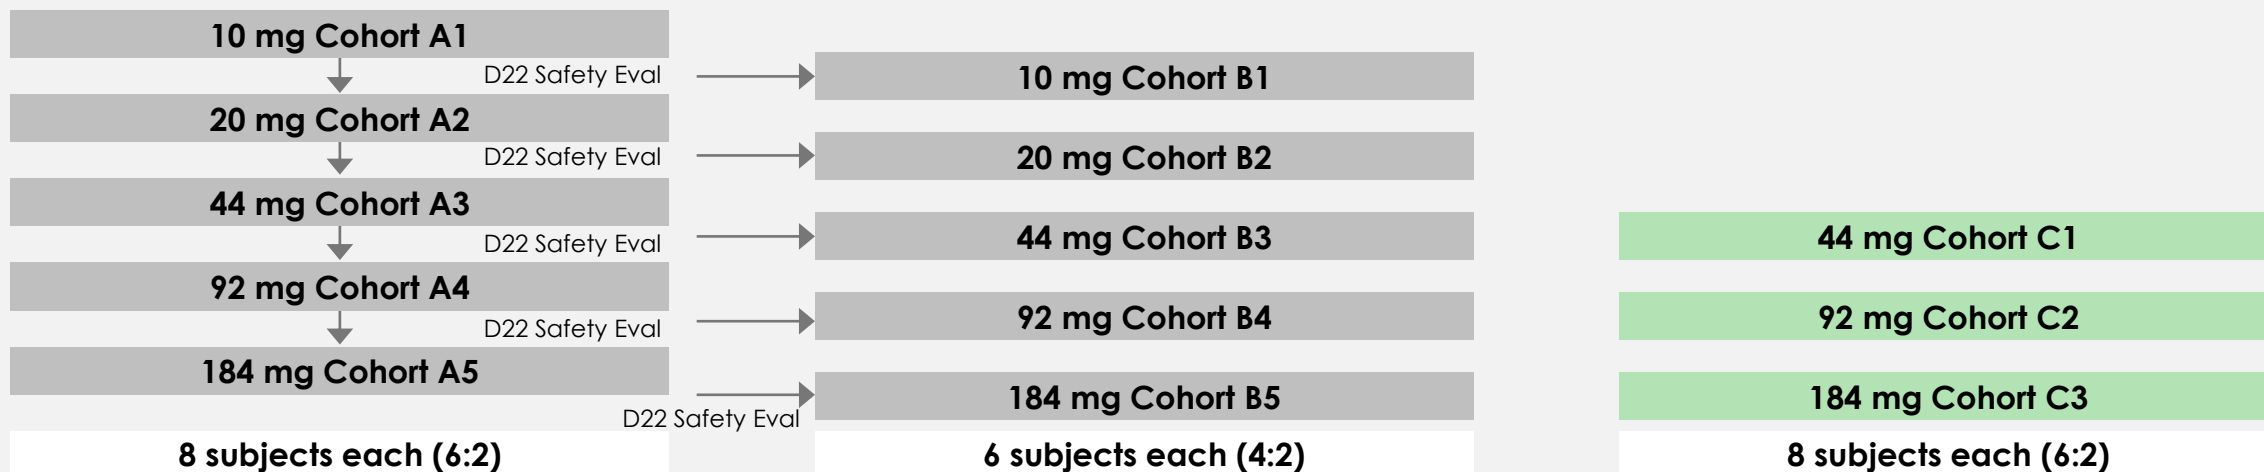 10 mg Cohort A1
D22 Safety Eval
20 mg Cohort A2
D22 Safety Eval
44 mg Cohort A3
D22 Safety Eval
92 mg Cohort A4
D22 Safety Eval
184 mg Cohort A5
D22 Safety Eval
8 subjects each (6:2)
10 mg Cohort B1
20 mg Cohort B2
44 mg Cohort B3
92 mg Cohort B4
184 mg Cohort B5
6 subjects each (4:2)
44 mg Cohort C1
92 mg Cohort C2
184 mg Cohort C3
8 subjects each (6:2)